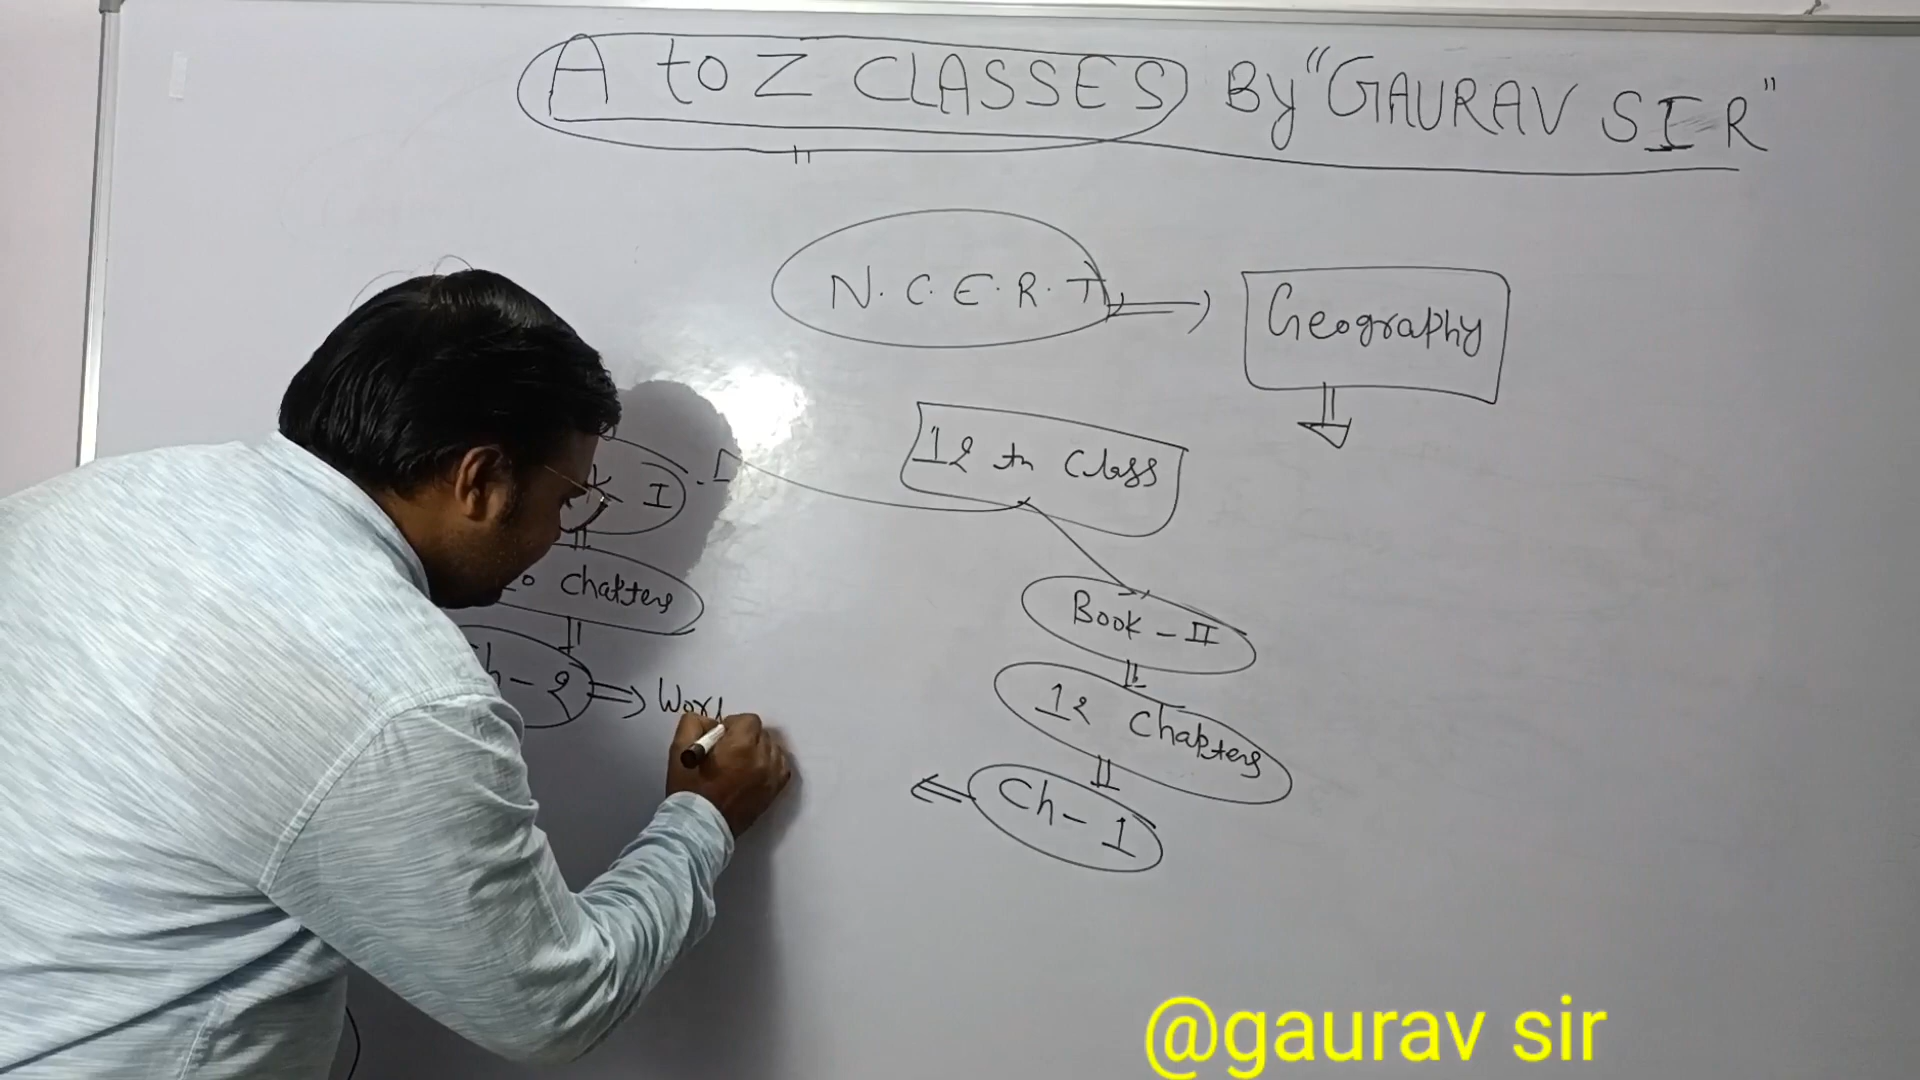 A to Z CLASSES By "GAURAV SIR"
N.C.E.R.T
Geography
12 th Class
I
Chapters
- 2
Book - II
12 Chapters
Ch - 1
@gaurav sir